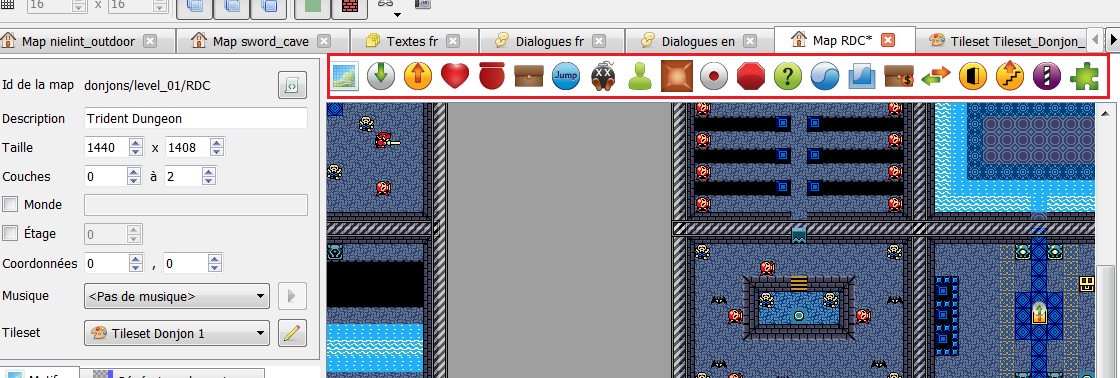 16 x 16
Map nielint_outdoor Map sword_cave Textes fr Dialogues fr Dialogues en Map RDC* Tileset Tileset_Donjon_
Jump
Id de la map donjons/level_01/RDC
Description Trident Dungeon
Taille 1440 x 1408
Couches 0 à 2
Monde
Étage 0
Coordonnées 0 , 0
Musique <Pas de musique>
Tileset Tileset Donjon 1